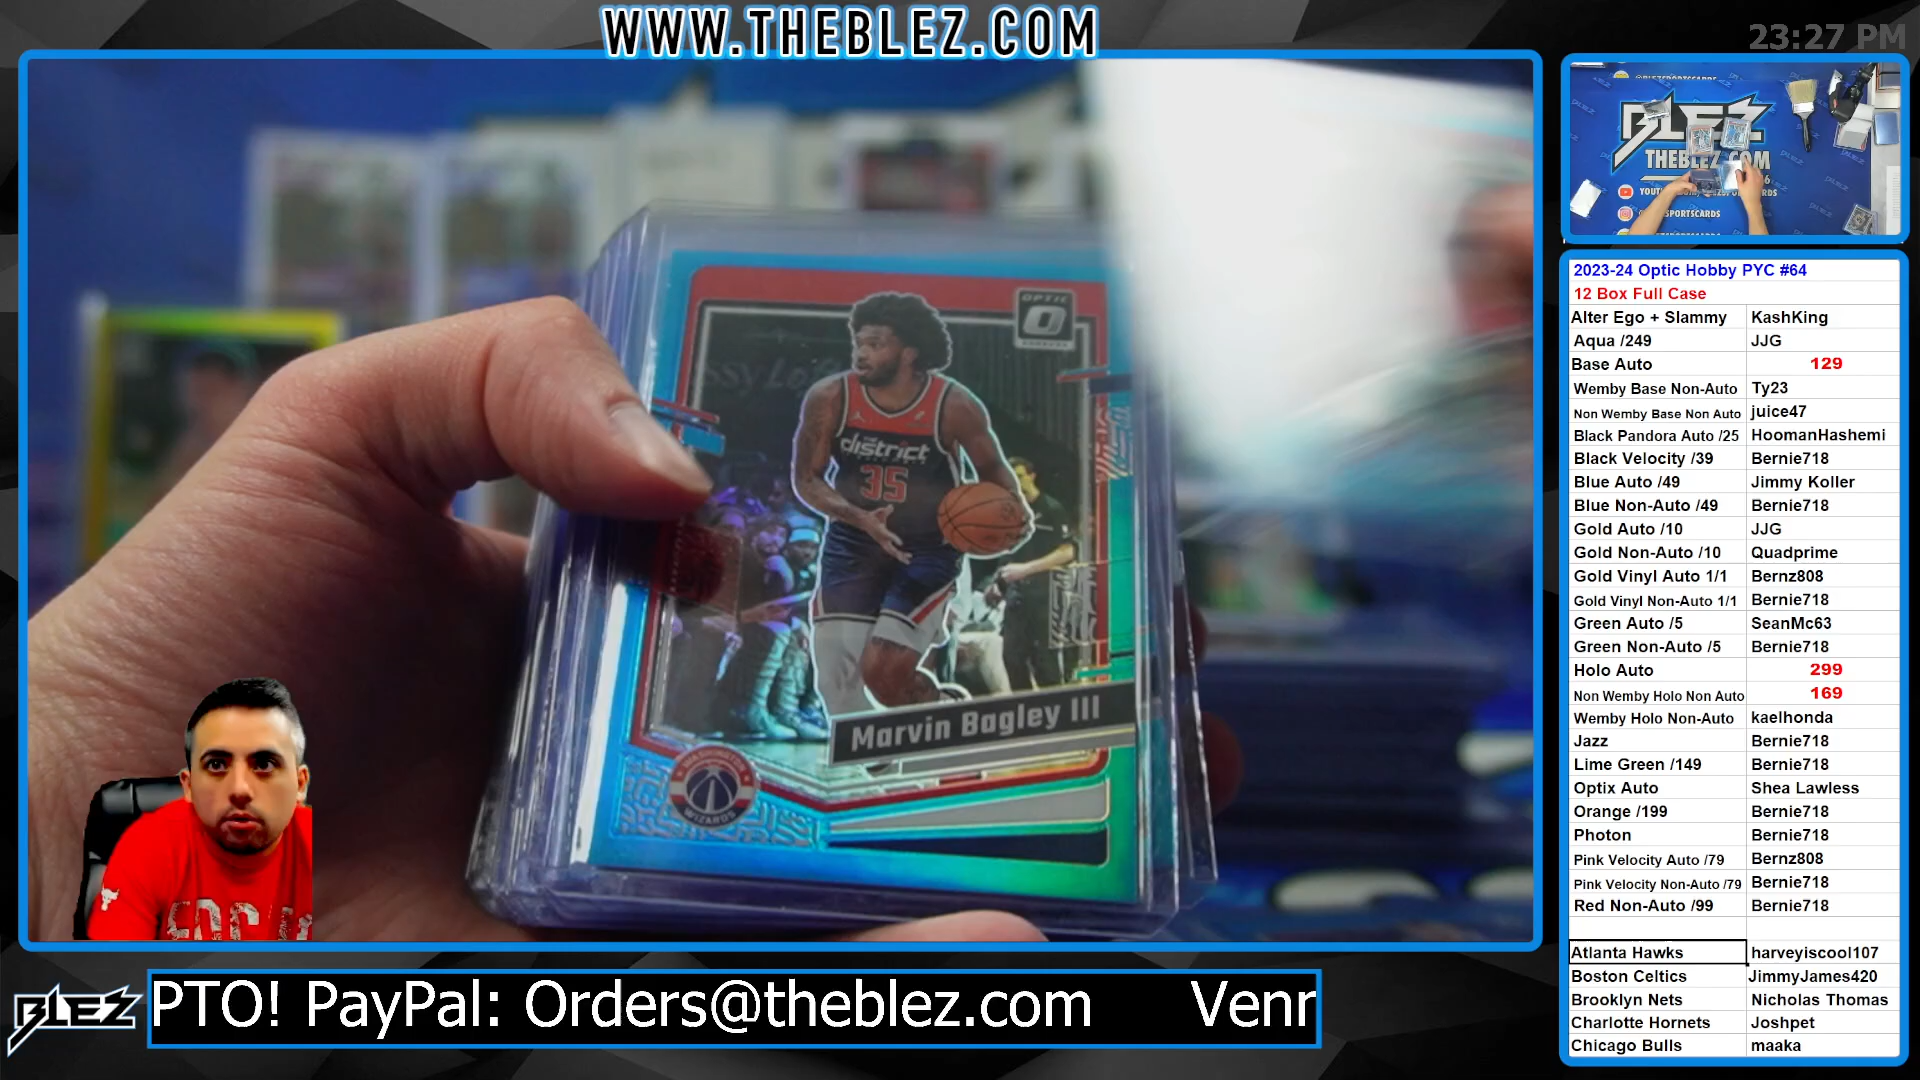 WWW.THEBLEZ.COM
23:27 PM
BLEZ
THEBLEZ.COM
2023-24 Optic Hobby PYC #64
12 Box Full Case
Alter Ego + Slammy KashKing
Aqua /249 JJG
Base Auto 129
Wemby Base Non-Auto Ty23
Non Wemby Base Non Auto juice47
Black Pandora Auto /25 HoomanHashemi
Black Velocity /39 Bernie718
Blue Auto /49 Jimmy Koller
Blue Non-Auto /49 Bernie718
Gold Auto /10 JJG
Gold Non-Auto /10 Quadprime
Gold Vinyl Auto 1/1 Bernz808
Gold Vinyl Non-Auto 1/1 Bernie718
Green Auto /5 SeanMc63
Green Non-Auto /5 Bernie718
Holo Auto 299
Non Wemby Holo Non Auto 169
Wemby Holo Non-Auto kaelhonda
Jazz Bernie718
Lime Green /149 Bernie718
Optix Auto Shea Lawless
Orange /199 Bernie718
Photon Bernie718
Pink Velocity Auto /79 Bernz808
Pink Velocity Non-Auto /79 Bernie718
Red Non-Auto /99 Bernie718
Atlanta Hawks harveyiscool107
Boston Celtics JimmyJames420
Brooklyn Nets Nicholas Thomas
Charlotte Hornets Joshpet
Chicago Bulls maaka
OPTIC
district
35
Marvin Bagley III
WASHINGTON
WIZARDS
BLEZ
PTO! PayPal: Orders@theblez.com Venr